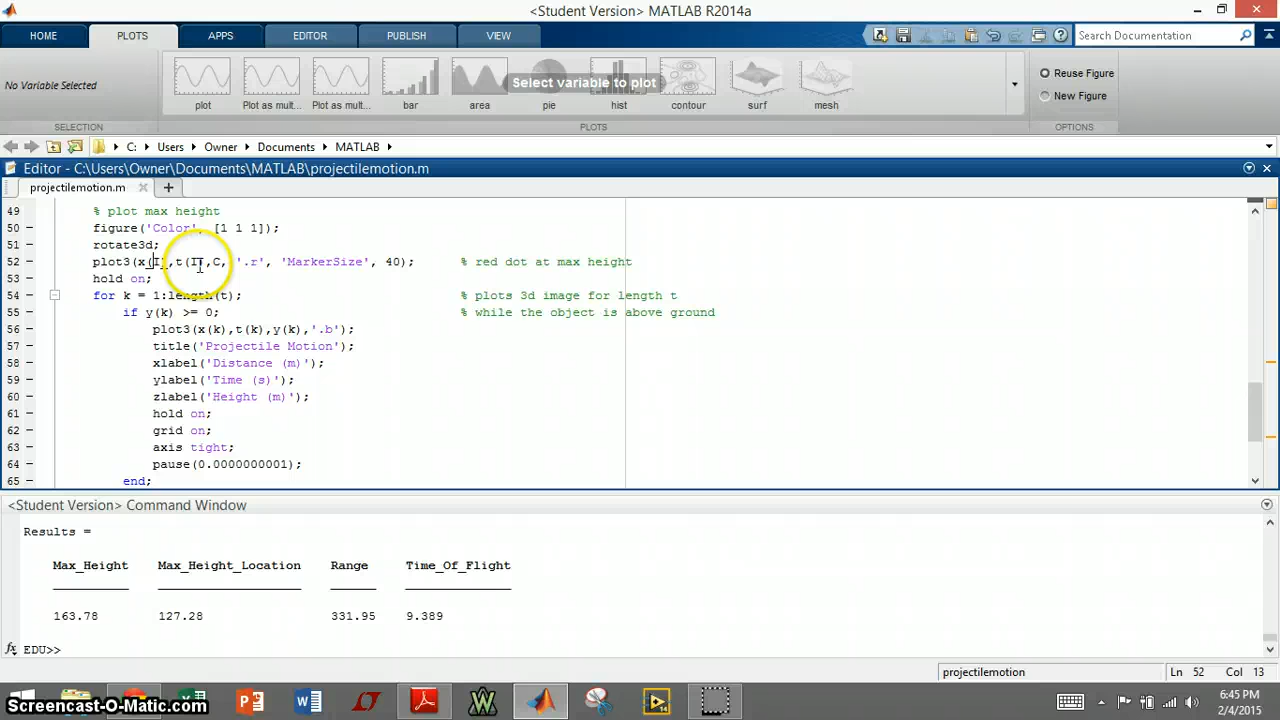 <Student Version> MATLAB R2014a
HOME PLOTS APPS EDITOR PUBLISH VIEW Search Documentation
No Variable Selected
plot Plot as mult... Plot as mult... bar area pie hist contour surf mesh
Select variable to plot
Reuse Figure
New Figure
SELECTION PLOTS OPTIONS
C: Users Owner Documents MATLAB
Editor - C:\Users\Owner\Documents\MATLAB\projectilemotion.m
projectilemotion.m
49 % plot max height
50 - figure('Color', [1 1 1]);
51 - rotate3d;
52 - plot3(x(I),t(I),C, '.r', 'MarkerSize', 40); % red dot at max height
53 - hold on;
54 - for k = 1:length(t); % plots 3d image for length t
55 - if y(k) >= 0; % while the object is above ground
56 - plot3(x(k),t(k),y(k),'.b');
57 - title('Projectile Motion');
58 - xlabel('Distance (m)');
59 - ylabel('Time (s)');
60 - zlabel('Height (m)');
61 - hold on;
62 - grid on;
63 - axis tight;
64 - pause(0.0000000001);
65 - end;
<Student Version> Command Window
Results =
Max_Height Max_Height_Location Range Time_Of_Flight
163.78 127.28 331.95 9.389
fx EDU>>
projectilemotion Ln 52 Col 13
Screencast-O-Matic.com
6:45 PM
2/4/2015